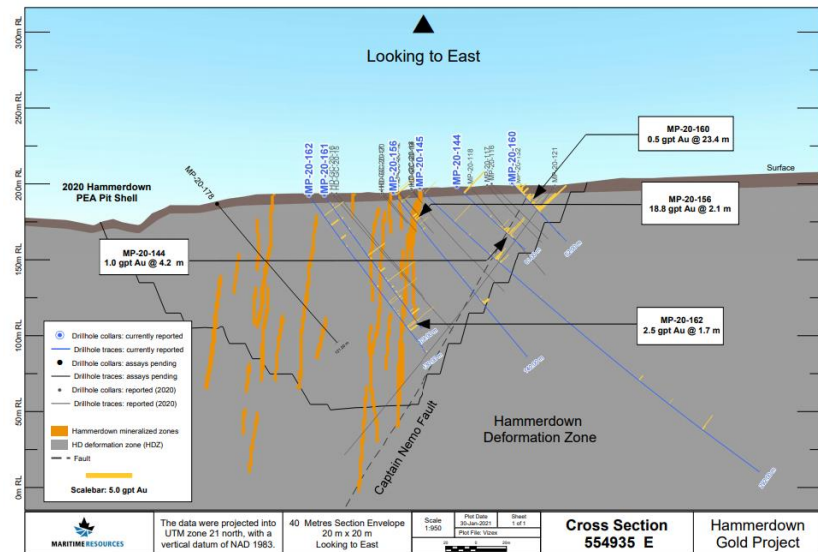 300m RL
250m RL
200m RL
150m RL
100m RL
50m RL
0m RL
Looking to East
MP-20-160
0.5 gpt Au @ 23.4 m
MP-20-156
18.8 gpt Au @ 2.1 m
MP-20-162
2.5 gpt Au @ 1.7 m
MP-20-144
1.0 gpt Au @ 4.2 m
2020 Hammerdown
PEA Pit Shell
Surface
MP-20-178
MP-20-162
MP-20-161
MP-20-156
MP-20-145
MP-20-144
MP-20-118
MP-20-160
MP-20-121
Captain Nemo Fault
Hammerdown
Deformation Zone
Drillhole collars: currently reported
Drillhole traces: currently reported
Drillhole collars: assays pending
Drillhole traces: assays pending
Drillhole collars: reported (2020)
Drillhole traces: reported (2020)
Hammerdown mineralized zones
HD deformation zone (HDZ)
Fault
Scalebar: 5.0 gpt Au
MARITIME RESOURCES
The data were projected into
UTM zone 21 north, with a
vertical datum of NAD 1983.
40 Metres Section Envelope
20 m x 20 m
Looking to East
Scale
1:950
Plot Date
30-Jan-2021
Sheet
1 of 1
Plot File: Vizex
Cross Section
554935 E
Hammerdown
Gold Project